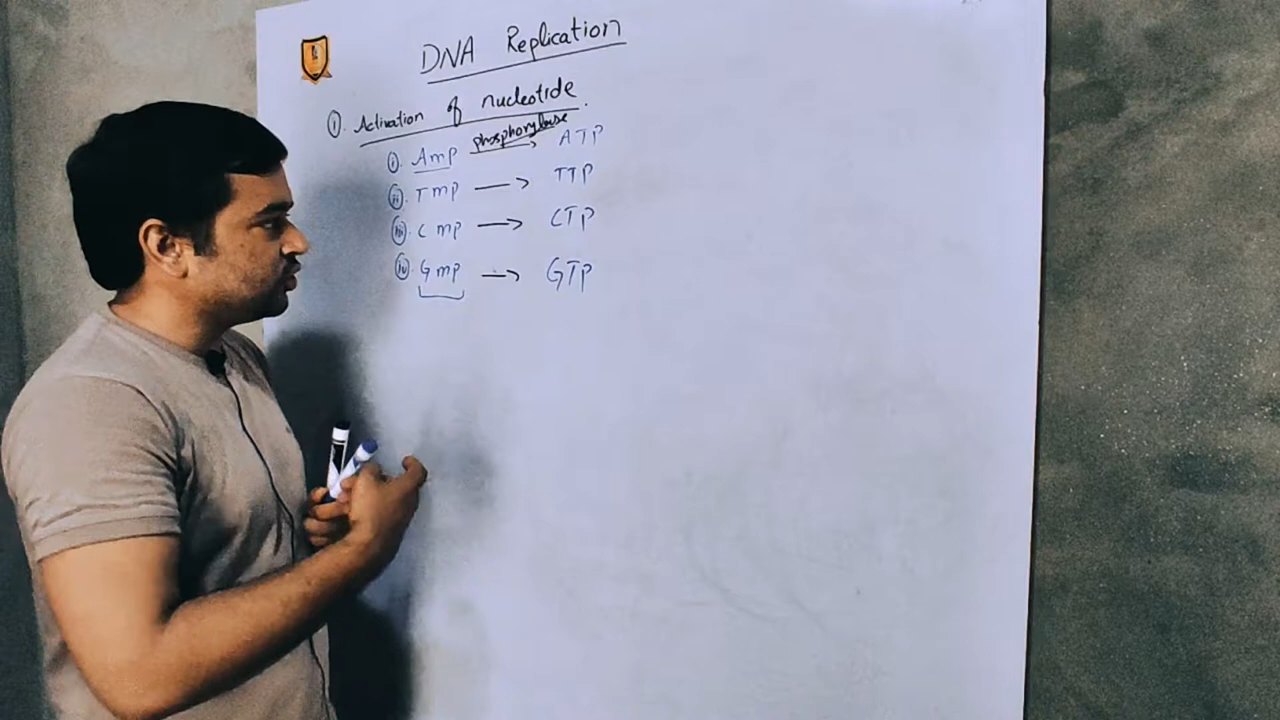 DNA Replication
①. Activation of nucleotide.
phosphorylase
ⓘ. Amp → ATP
ⓘⓘ. Tmp → TTP
ⓘⓘⓘ. Cmp → CTP
ⓘⓥ. Gmp → GTP